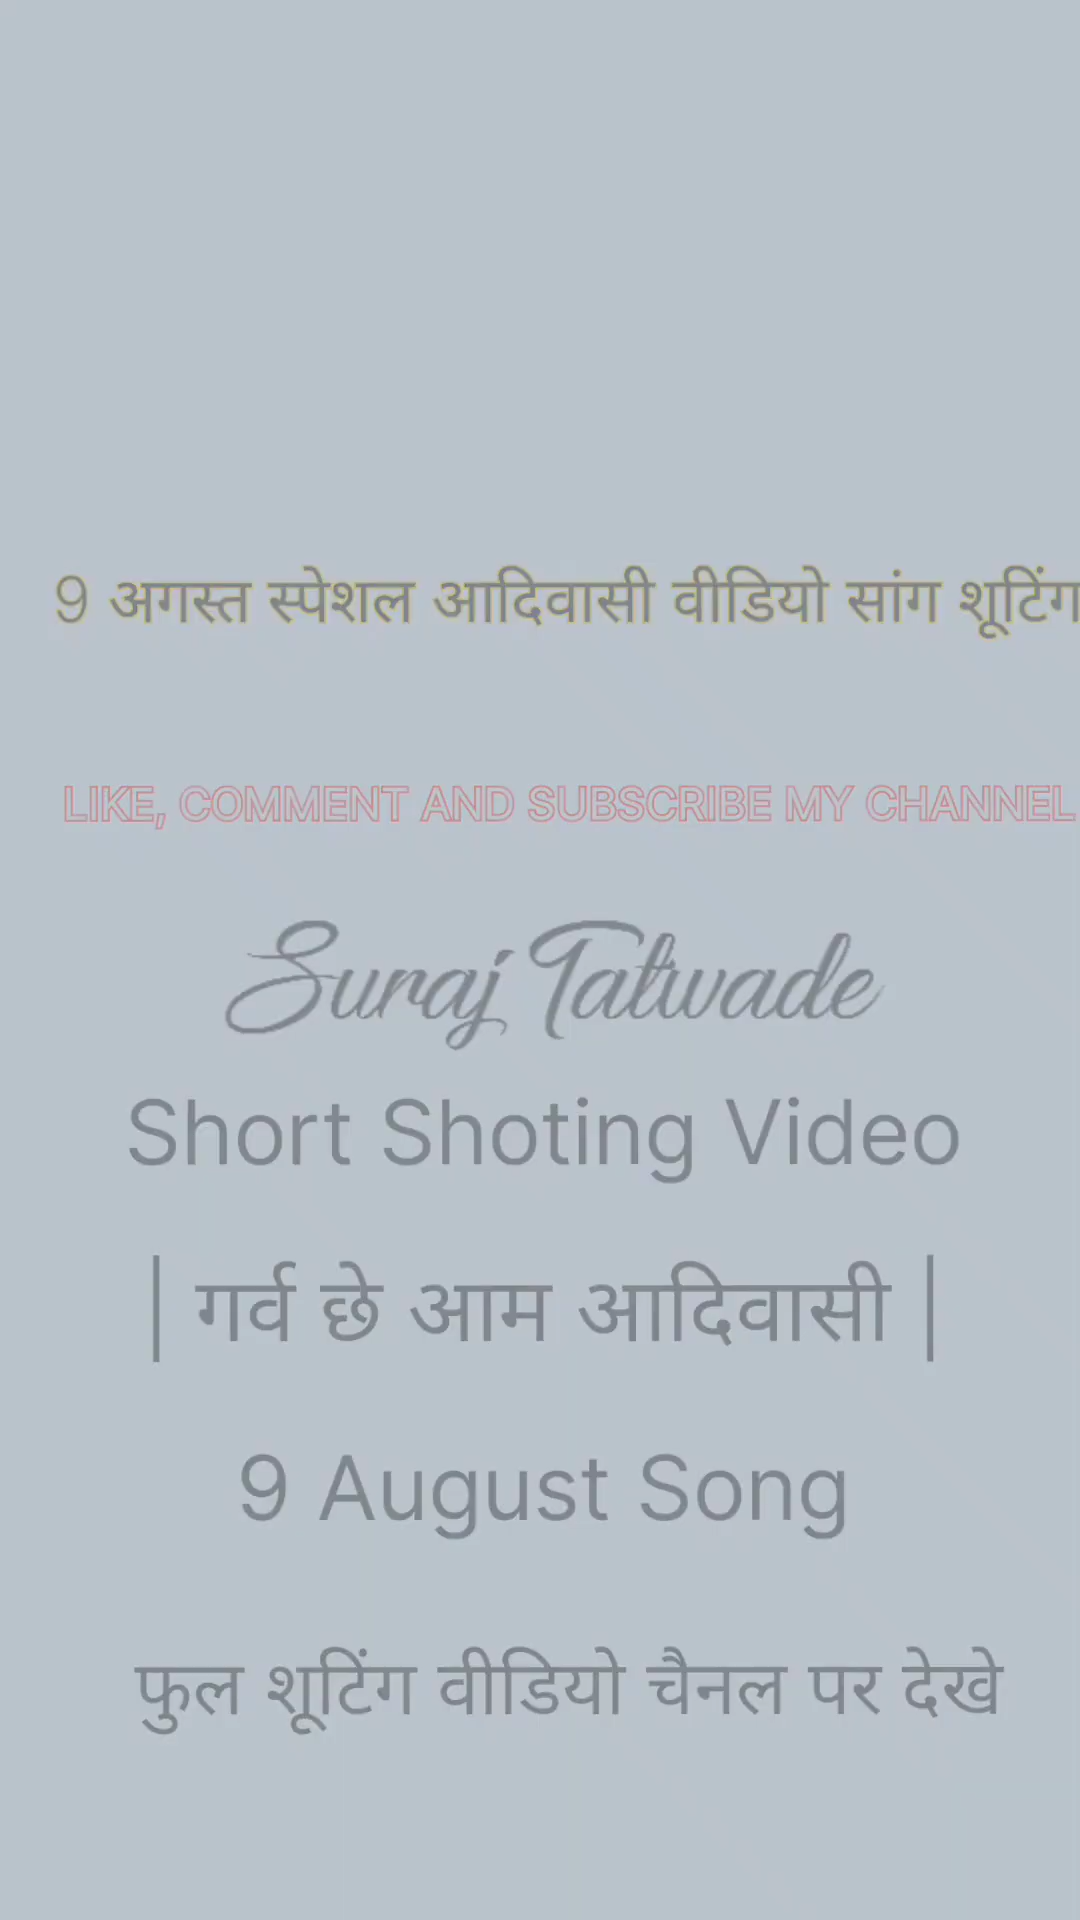 9 अगस्त स्पेशल आदिवासी वीडियो सांग शूटिंग
LIKE, COMMENT AND SUBSCRIBE MY CHANNEL
Suraj Tatwade
Short Shoting Video
| गर्व छे आम आदिवासी |
9 August Song
फुल शूटिंग वीडियो चैनल पर देखे